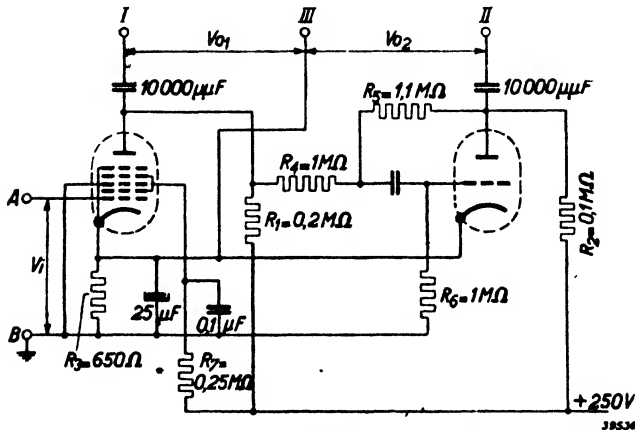 I III II
Vo1 Vo2
10000μμF
R5=1,1MΩ
10000μμF
R4=1MΩ
A
R1=0,2MΩ
R2=0,1MΩ
Vi
R6=1MΩ
25μF
0,1μF
B
R3=650Ω
R7=
0,25MΩ
+250V